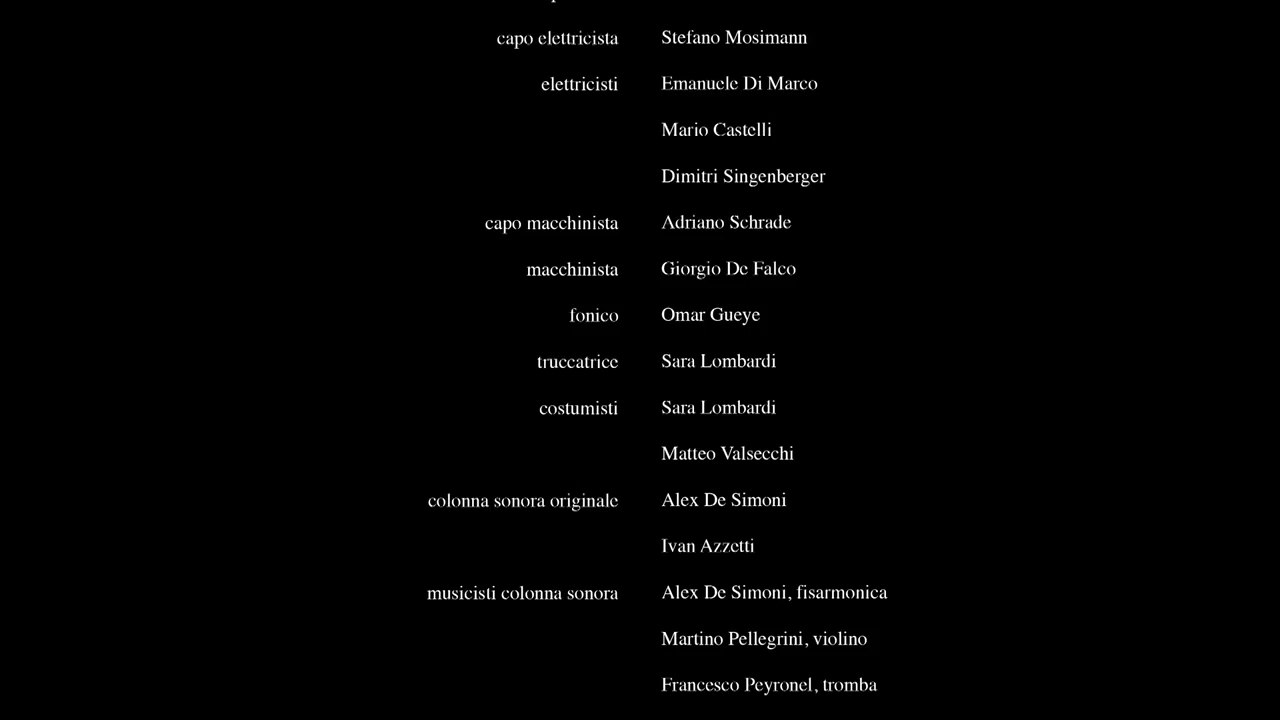 capo elettricista Stefano Mosimann
elettricisti Emanuele Di Marco
Mario Castelli
Dimitri Singenberger
capo macchinista Adriano Schrade
macchinista Giorgio De Falco
fonico Omar Gueye
truccatrice Sara Lombardi
costumisti Sara Lombardi
Matteo Valsecchi
colonna sonora originale Alex De Simoni
Ivan Azzetti
musicisti colonna sonora Alex De Simoni, fisarmonica
Martino Pellegrini, violino
Francesco Peyronel, tromba